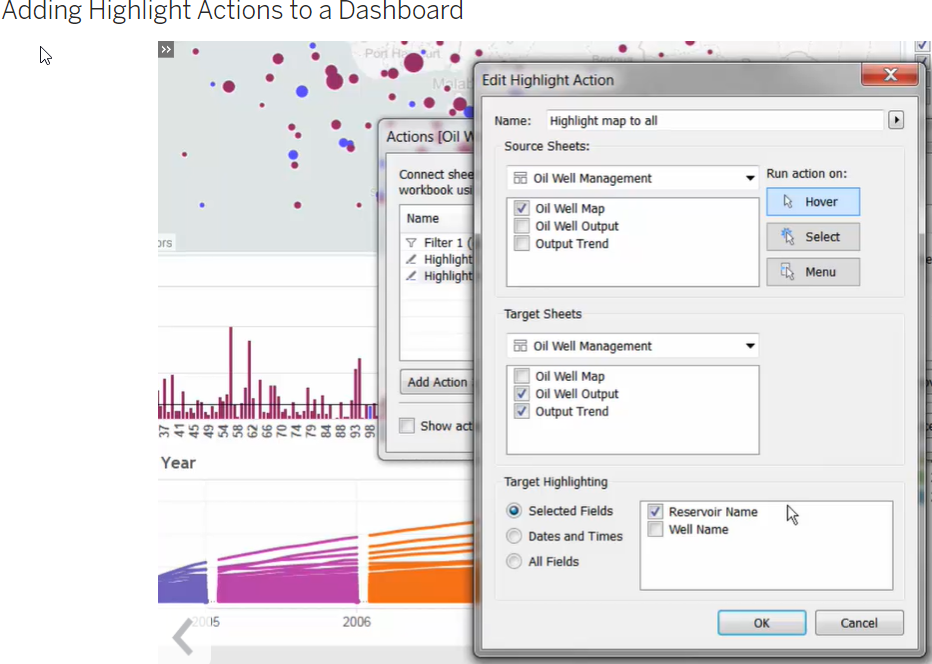 Adding Highlight Actions to a Dashboard
Port Harcourt
Malab
ors
37 41 45 49 54 58 62 66 70 74 79 84 88 93 98
Year
2005
2006
Actions [Oil W
Connect shee
workbook usi
Name
Filter 1 (
Highlight
Highlight
Add Action
Show act
Edit Highlight Action
Name: Highlight map to all
Source Sheets:
Oil Well Management
Oil Well Map
Oil Well Output
Output Trend
Run action on:
Hover
Select
Menu
Target Sheets
Oil Well Management
Oil Well Map
Oil Well Output
Output Trend
Target Highlighting
Selected Fields
Dates and Times
All Fields
Reservoir Name
Well Name
OK
Cancel